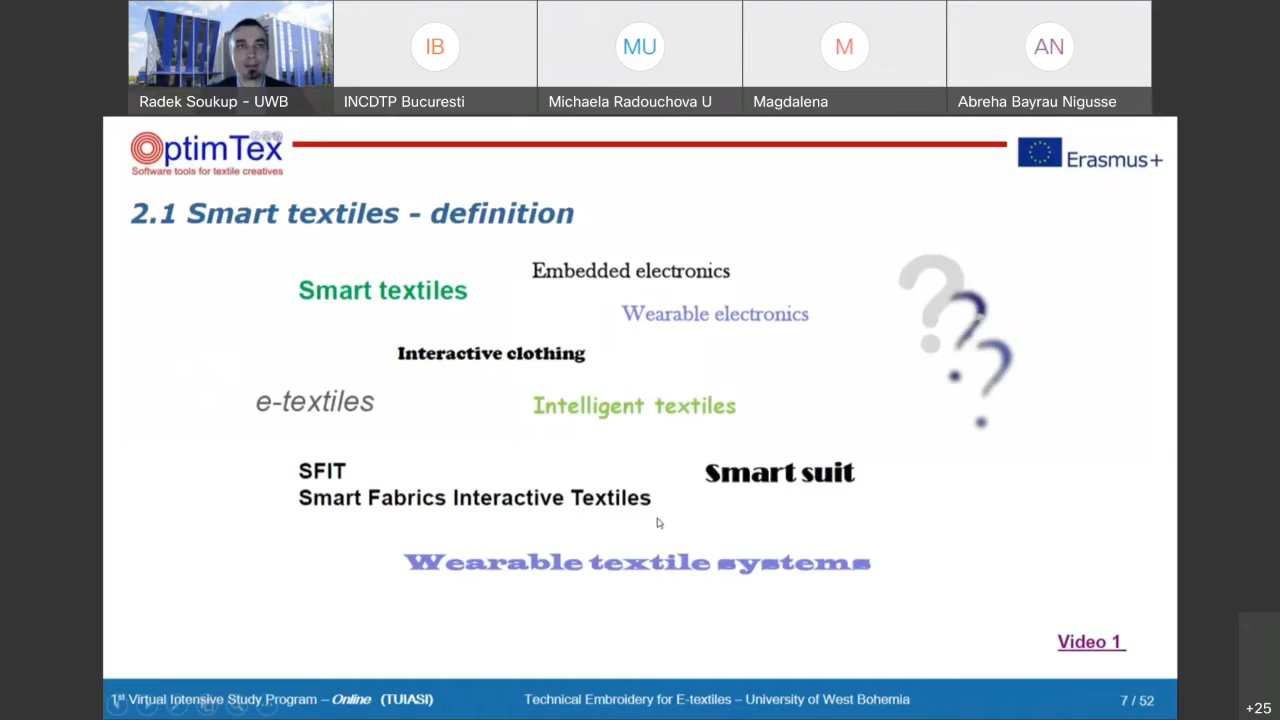 IB
MU
M
AN
Radek Soukup - UWB
INCDTP Bucuresti
Michaela Radouchova U
Magdalena
Abreha Bayrau Nigusse
OptimTex
Software tools for textile creatives
Erasmus+
2.1 Smart textiles - definition
Embedded electronics
Smart textiles
Wearable electronics
Interactive clothing
e-textiles
Intelligent textiles
SFIT
Smart suit
Smart Fabrics Interactive Textiles
Wearable textile systems
Video 1
1st Virtual Intensive Study Program – Online (TUIASI)
Technical Embroidery for E-textiles – University of West Bohemia
7 / 52
+25